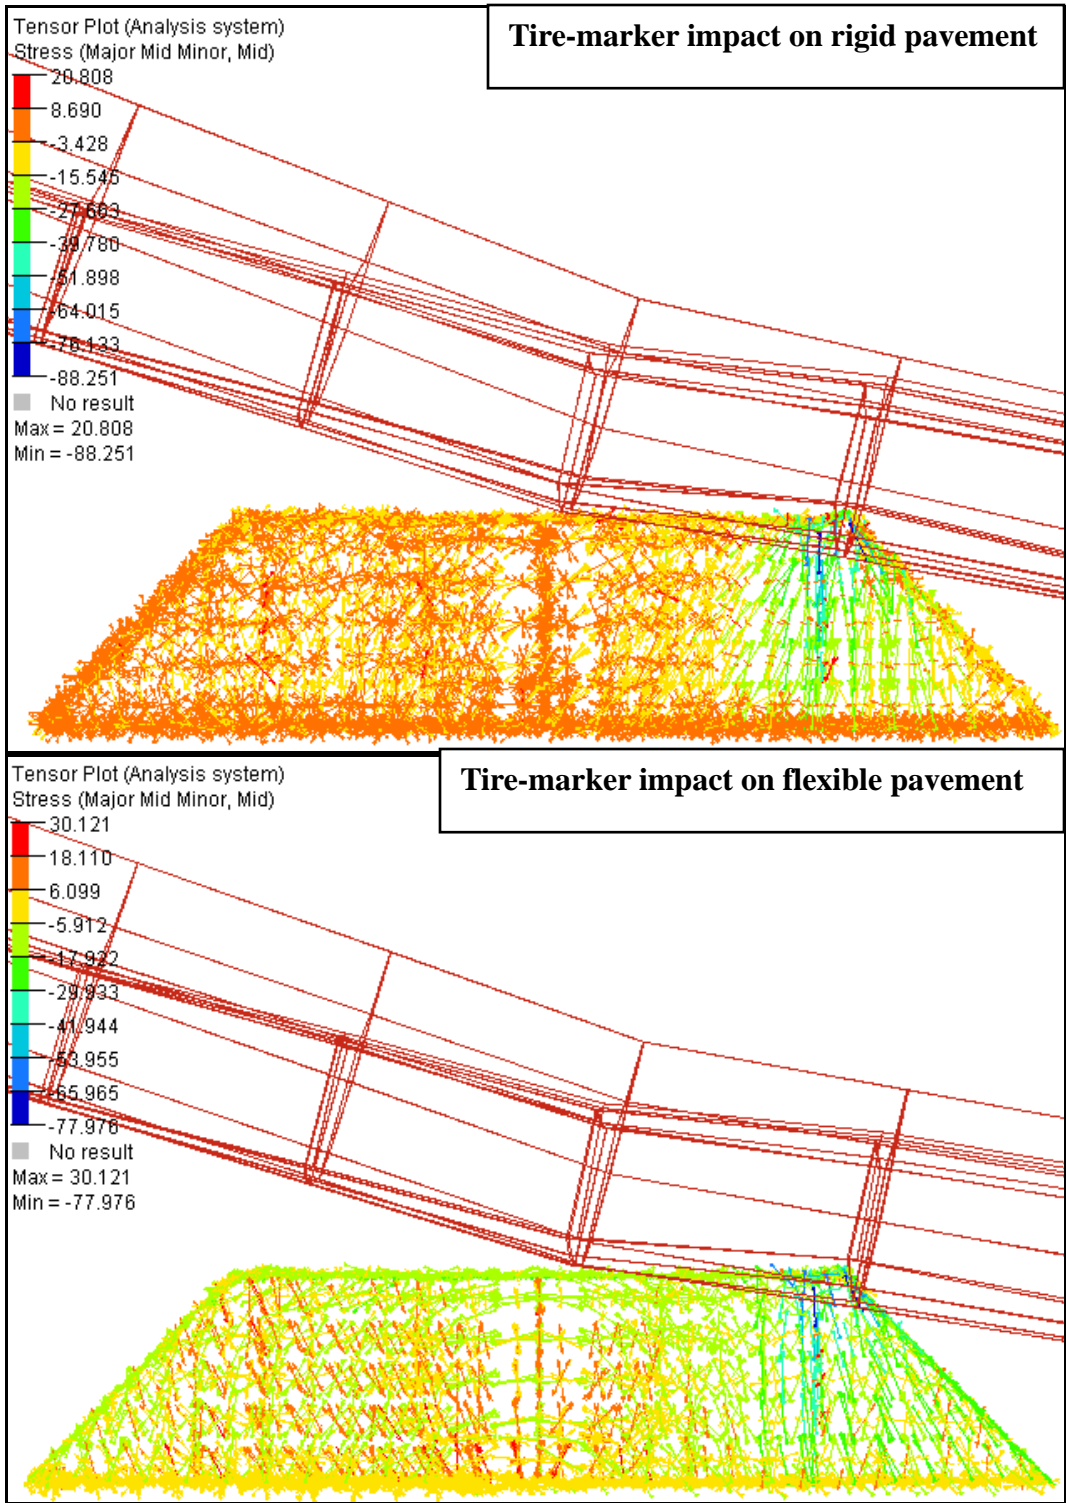 Tensor Plot (Analysis system)
Stress (Major Mid Minor, Mid)
Tire-marker impact on rigid pavement
20.808
8.690
-3.428
-15.545
-27.663
-39.780
-51.898
-64.015
-76.133
-88.251
No result
Max = 20.808
Min = -88.251
Tensor Plot (Analysis system)
Stress (Major Mid Minor, Mid)
Tire-marker impact on flexible pavement
30.121
18.110
6.099
-5.912
-17.922
-29.933
-41.944
-53.955
-65.965
-77.976
No result
Max = 30.121
Min = -77.976